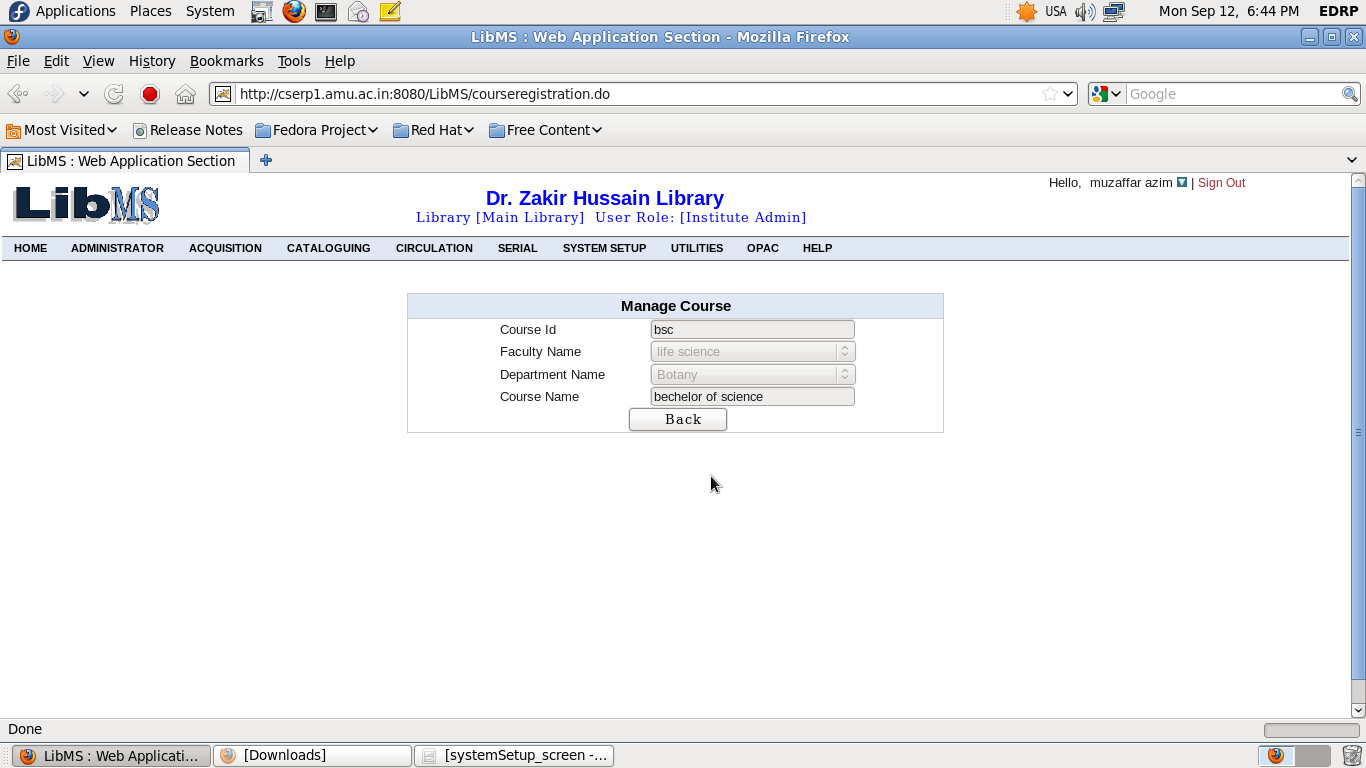 Applications Places System USA Mon Sep 12, 6:44 PM EDRP
LibMS : Web Application Section - Mozilla Firefox
File Edit View History Bookmarks Tools Help
http://cserp1.amu.ac.in:8080/LibMS/courseregistration.do Google
Most Visited Release Notes Fedora Project Red Hat Free Content
LibMS : Web Application Section
Hello, muzaffar azim | Sign Out
LibMS
Dr. Zakir Hussain Library
Library [Main Library] User Role: [Institute Admin]
HOME ADMINISTRATOR ACQUISITION CATALOGUING CIRCULATION SERIAL SYSTEM SETUP UTILITIES OPAC HELP
Manage Course
Course Id bsc
Faculty Name life science
Department Name Botany
Course Name bechelor of science
Back
Done
LibMS : Web Applicati... [Downloads] [systemSetup_screen -...